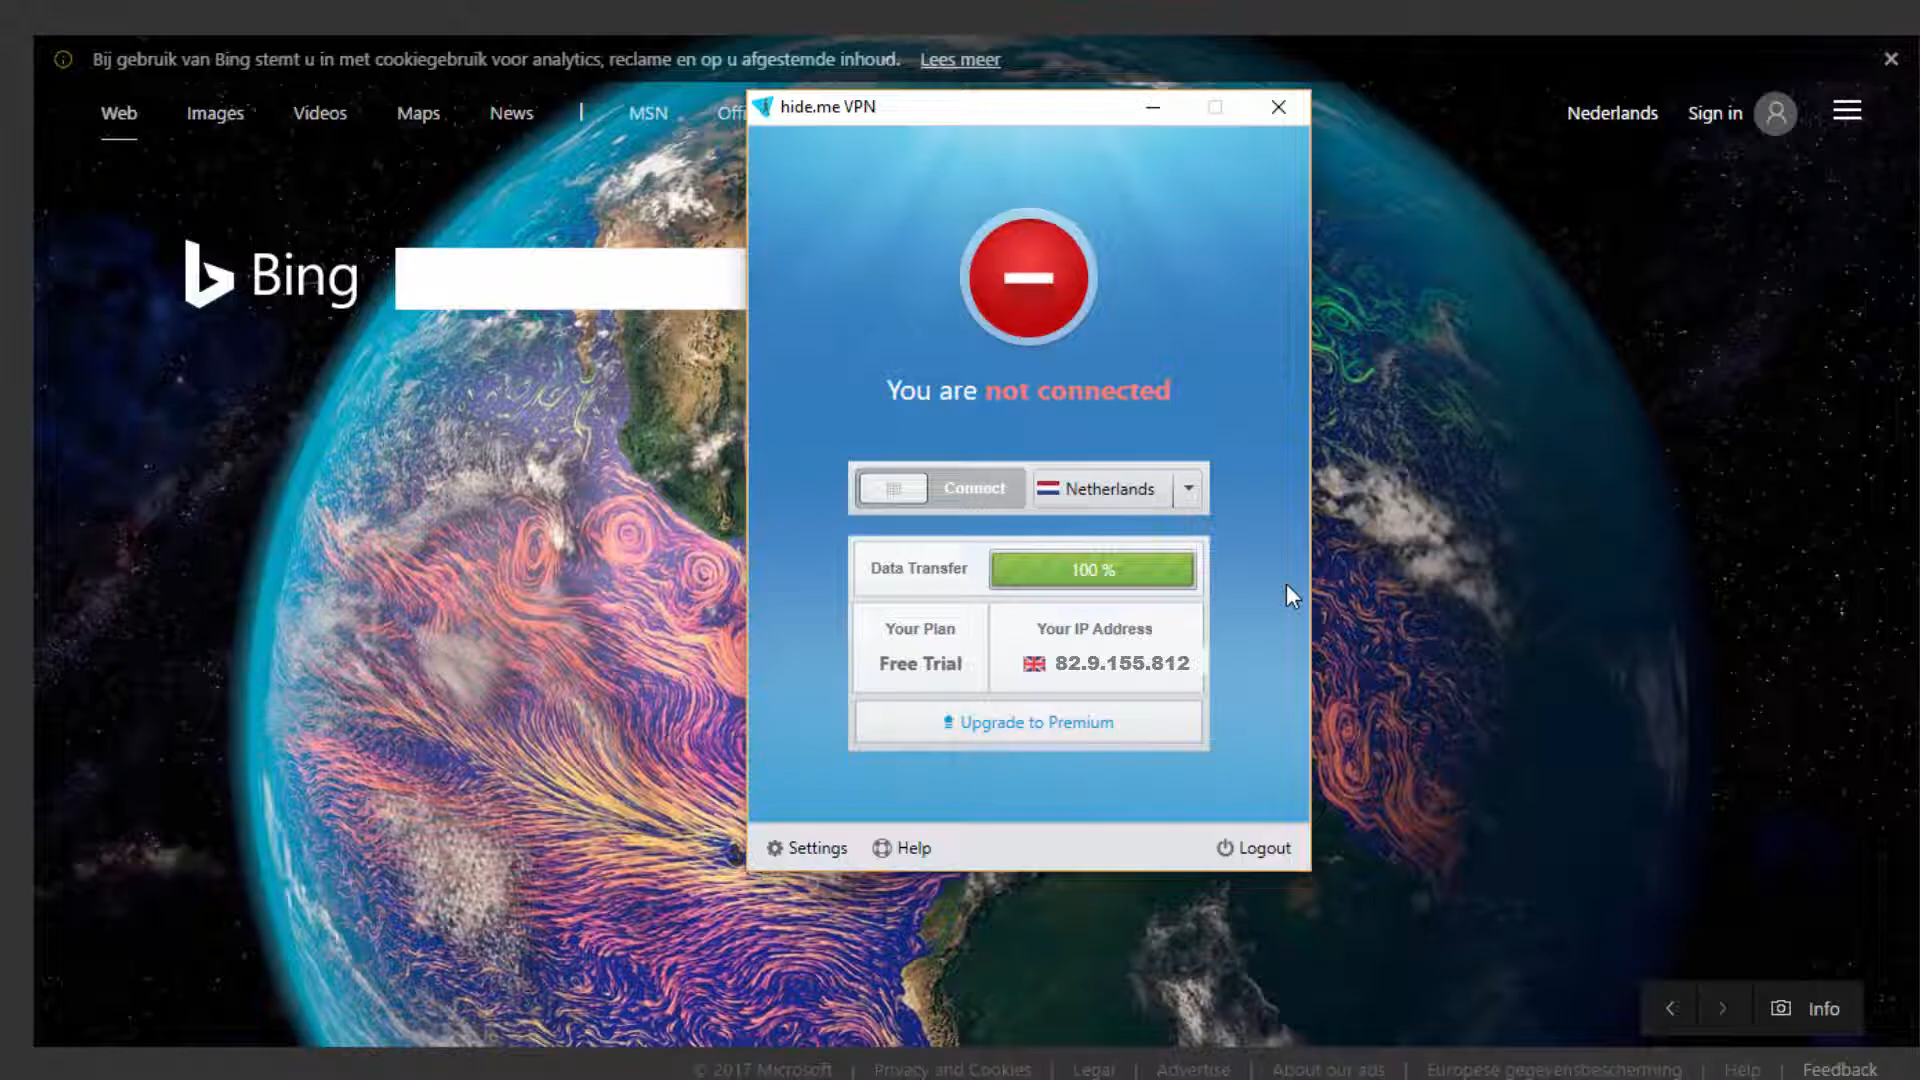 Bij gebruik van Bing stemt u in met cookiegebruik voor analytics, reclame en op u afgestemde inhoud. Lees meer
Web Images Videos Maps News | MSN Offi
Nederlands Sign in
Bing
hide.me VPN
You are not connected
Connect Netherlands
Data Transfer 100 %
Your Plan Your IP Address
Free Trial 82.9.155.812
Upgrade to Premium
Settings Help Logout
Info
© 2017 Microsoft | Privacy and Cookies | Legal | Advertise | About our ads | Europese gegevensbescherming | Help | Feedback